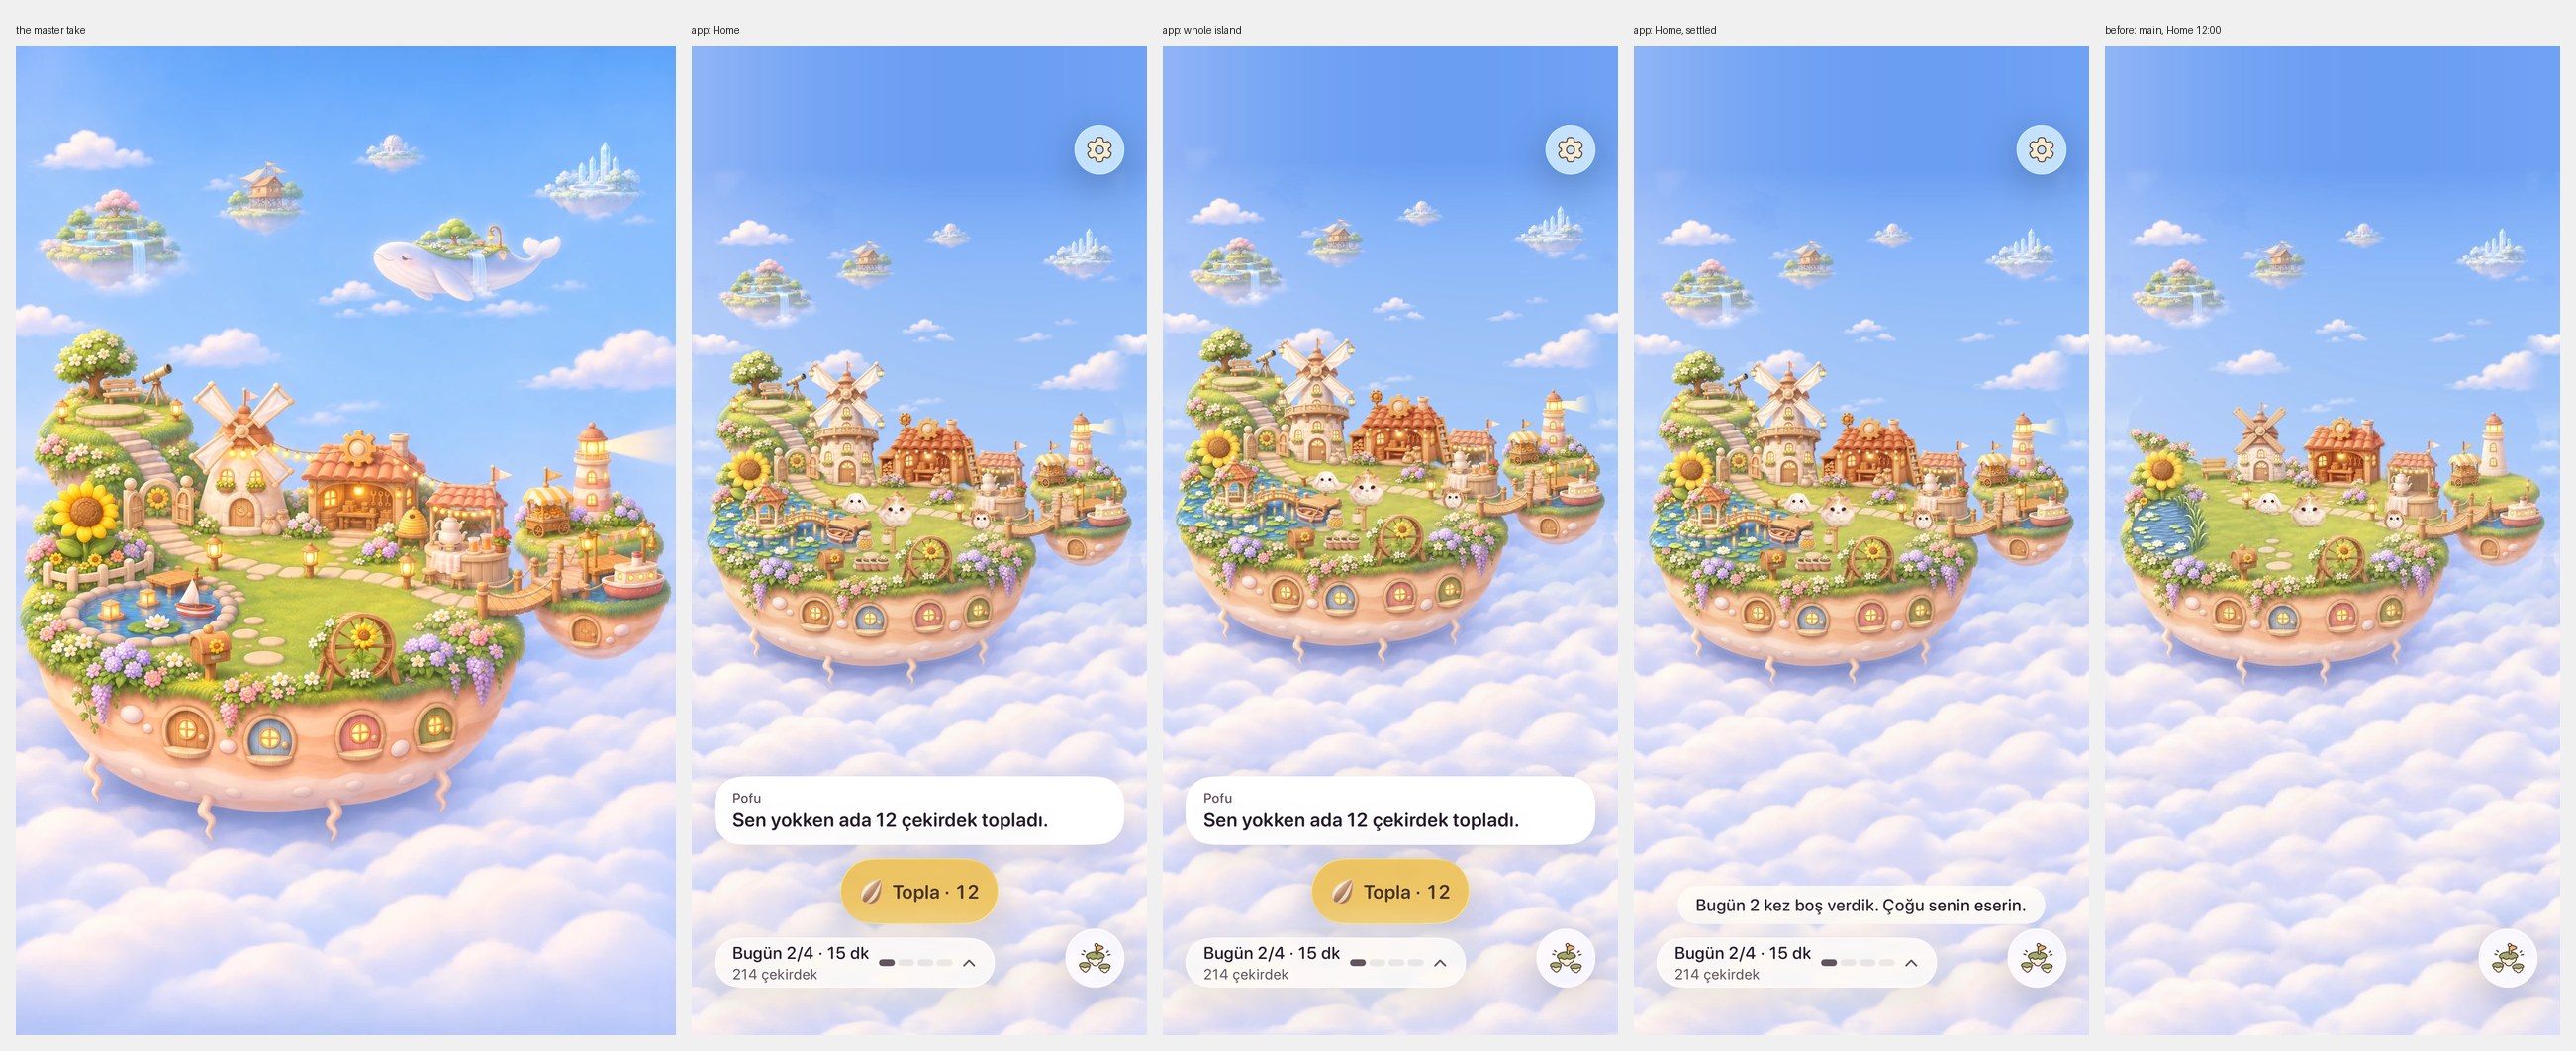 the master take
app: Home
app: whole island
app: Home, settled
before: main, Home 12:00
Pofu
Sen yokken ada 12 çekirdek topladı.
Topla · 12
Bugün 2/4 · 15 dk
214 çekirdek
Pofu
Sen yokken ada 12 çekirdek topladı.
Topla · 12
Bugün 2/4 · 15 dk
214 çekirdek
Bugün 2 kez boş verdik. Çoğu senin eserin.
Bugün 2/4 · 15 dk
214 çekirdek